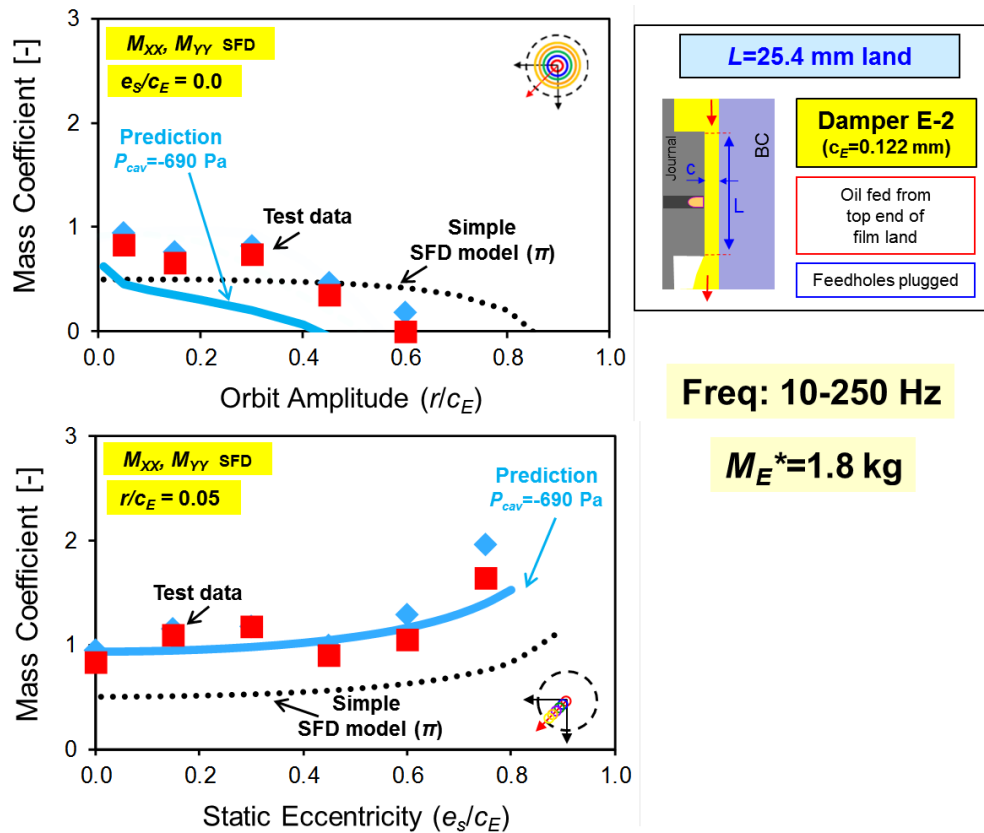 3
2
1
0
Mass Coefficient [-]
M_XX, M_YY SFD
e_s/c_E = 0.0
Prediction
P_cav=-690 Pa
Test data
Simple
SFD model (π)
0.0 0.2 0.4 0.6 0.8 1.0
Orbit Amplitude (r/c_E)
L=25.4 mm land
Journal
BC
c
L
Damper E-2
(c_E=0.122 mm)
Oil fed from
top end of
film land
Feedholes plugged
Freq: 10-250 Hz
M_E*=1.8 kg
3
2
1
0
Mass Coefficient [-]
M_XX, M_YY SFD
r/c_E = 0.05
Prediction
P_cav=-690 Pa
Test data
Simple
SFD model (π)
0.0 0.2 0.4 0.6 0.8 1.0
Static Eccentricity (e_s/c_E)